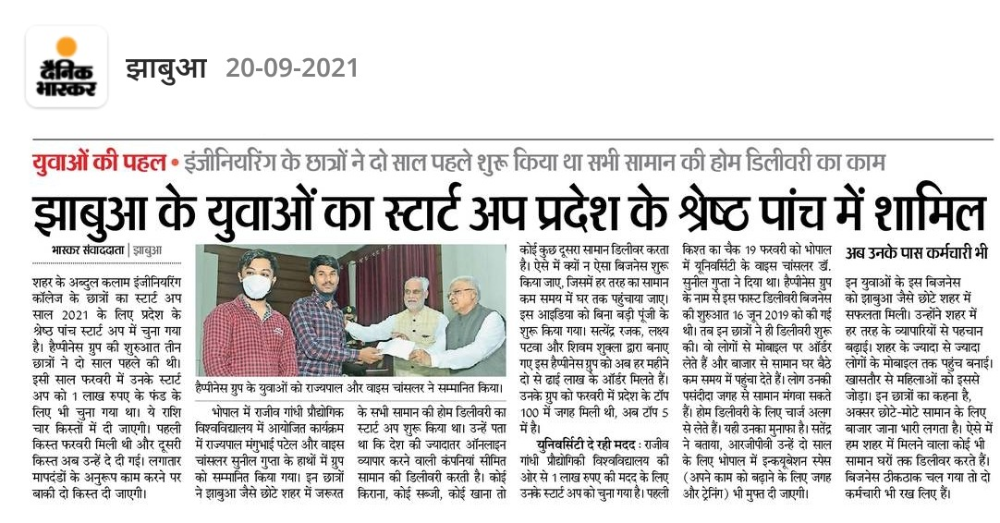 दैनिक
भास्कर
झाबुआ 20-09-2021
युवाओं की पहल • इंजीनियरिंग के छात्रों ने दो साल पहले शुरू किया था सभी सामान की होम डिलीवरी का काम
झाबुआ के युवाओं का स्टार्ट अप प्रदेश के श्रेष्ठ पांच में शामिल
भास्कर संवाददाता | झाबुआ
शहर के अब्दुल कलाम इंजीनियरिंग
कॉलेज के छात्रों का स्टार्ट अप
साल 2021 के लिए प्रदेश के
श्रेष्ठ पांच स्टार्ट अप में चुना गया
है। हैप्पीनेस ग्रुप की शुरुआत तीन
छात्रों ने दो साल पहले की थी।
इसी साल फरवरी में उनके स्टार्ट
अप को 1 लाख रुपए के फंड के
लिए भी चुना गया था। ये राशि
चार किस्तों में दी जाएगी। पहली
किस्त फरवरी मिली थी और दूसरी
किस्त अब उन्हें दे दी गई। लगातार
मापदंडों के अनुरूप काम करने पर
बाकी दो किस्त दी जाएगी।
हैप्पीनेस ग्रुप के युवाओं को राज्यपाल और वाइस चांसलर ने सम्मानित किया।
भोपाल में राजीव गांधी प्रौद्योगिक
विश्वविद्यालय में आयोजित कार्यक्रम
में राज्यपाल मंगुभाई पटेल और वाइस
चांसलर सुनील गुप्ता के हाथों में ग्रुप
को सम्मानित किया गया। इन छात्रों
ने झाबुआ जैसे छोटे शहर में जरूरत
के सभी सामान की होम डिलीवरी का
स्टार्ट अप शुरू किया था। उन्हें पता
था कि देश की ज्यादातर ऑनलाइन
व्यापार करने वाली कंपनियां सीमित
सामान की डिलीवरी करती है। कोई
किराना, कोई सब्जी, कोई खाना तो
कोई कुछ दूसरा सामान डिलीवर करता
है। ऐसे में क्यों न ऐसा बिजनेस शुरू
किया जाए, जिसमें हर तरह का सामान
कम समय में घर तक पहुंचाया जाए।
इस आइडिया को बिना बड़ी पूंजी के
शुरू किया गया। सत्येंद्र रजक, लक्ष्य
पटवा और शिवम शुक्ला द्वारा बनाए
गए इस हैप्पीनेस ग्रुप को अब हर महीने
दो से ढाई लाख के ऑर्डर मिलते हैं।
उनके ग्रुप को फरवरी में प्रदेश के टॉप
100 में जगह मिली थी, अब टॉप 5
में है।
यूनिवर्सिटी दे रही मदद : राजीव
गांधी प्रौद्योगिकी विश्वविद्यालय की
ओर से 1 लाख रुपए की मदद के लिए
उनके स्टार्ट अप को चुना गया है। पहली
किश्त का चैक 19 फरवरी को भोपाल
में यूनिवर्सिटी के वाइस चांसलर डॉ.
सुनील गुप्ता ने दिया था। हैप्पीनेस ग्रुप
के नाम से इस फास्ट डिलीवरी बिजनेस
की शुरुआत 16 जून 2019 को की गई
थी। तब इन छात्रों ने ही डिलीवरी शुरू
की। वो लोगों से मोबाइल पर ऑर्डर
लेते हैं और बाजार से सामान घर बैठे
कम समय में पहुंचा देते हैं। लोग उनकी
पसंदीदा जगह से सामान मंगवा सकते
हैं। होम डिलीवरी के लिए चार्ज अलग
से लेते हैं। यही उनका मुनाफा है। सतेंद्र
ने बताया, आरजीपीवी उन्हें दो साल
के लिए भोपाल में इन्क्यूबेशन स्पेस
(अपने काम को बढ़ाने के लिए जगह
और ट्रेनिंग) भी मुफ्त दी जाएगी।
अब उनके पास कर्मचारी भी
इन युवाओं के इस बिजनेस
को झाबुआ जैसे छोटे शहर में
सफलता मिली। उन्होंने शहर में
हर तरह के व्यापारियों से पहचान
बढ़ाई। शहर के ज्यादा से ज्यादा
लोगों के मोबाइल तक पहुंच बनाई।
खासतौर से महिलाओं को इससे
जोड़ा। इन छात्रों का कहना है,
अक्सर छोटे-मोटे सामान के लिए
बाजार जाना भारी लगता है। ऐसे में
हम शहर में मिलने वाला कोई भी
सामान घरों तक डिलीवर करते हैं।
बिजनेस ठीकठाक चल गया तो दो
कर्मचारी भी रख लिए हैं।